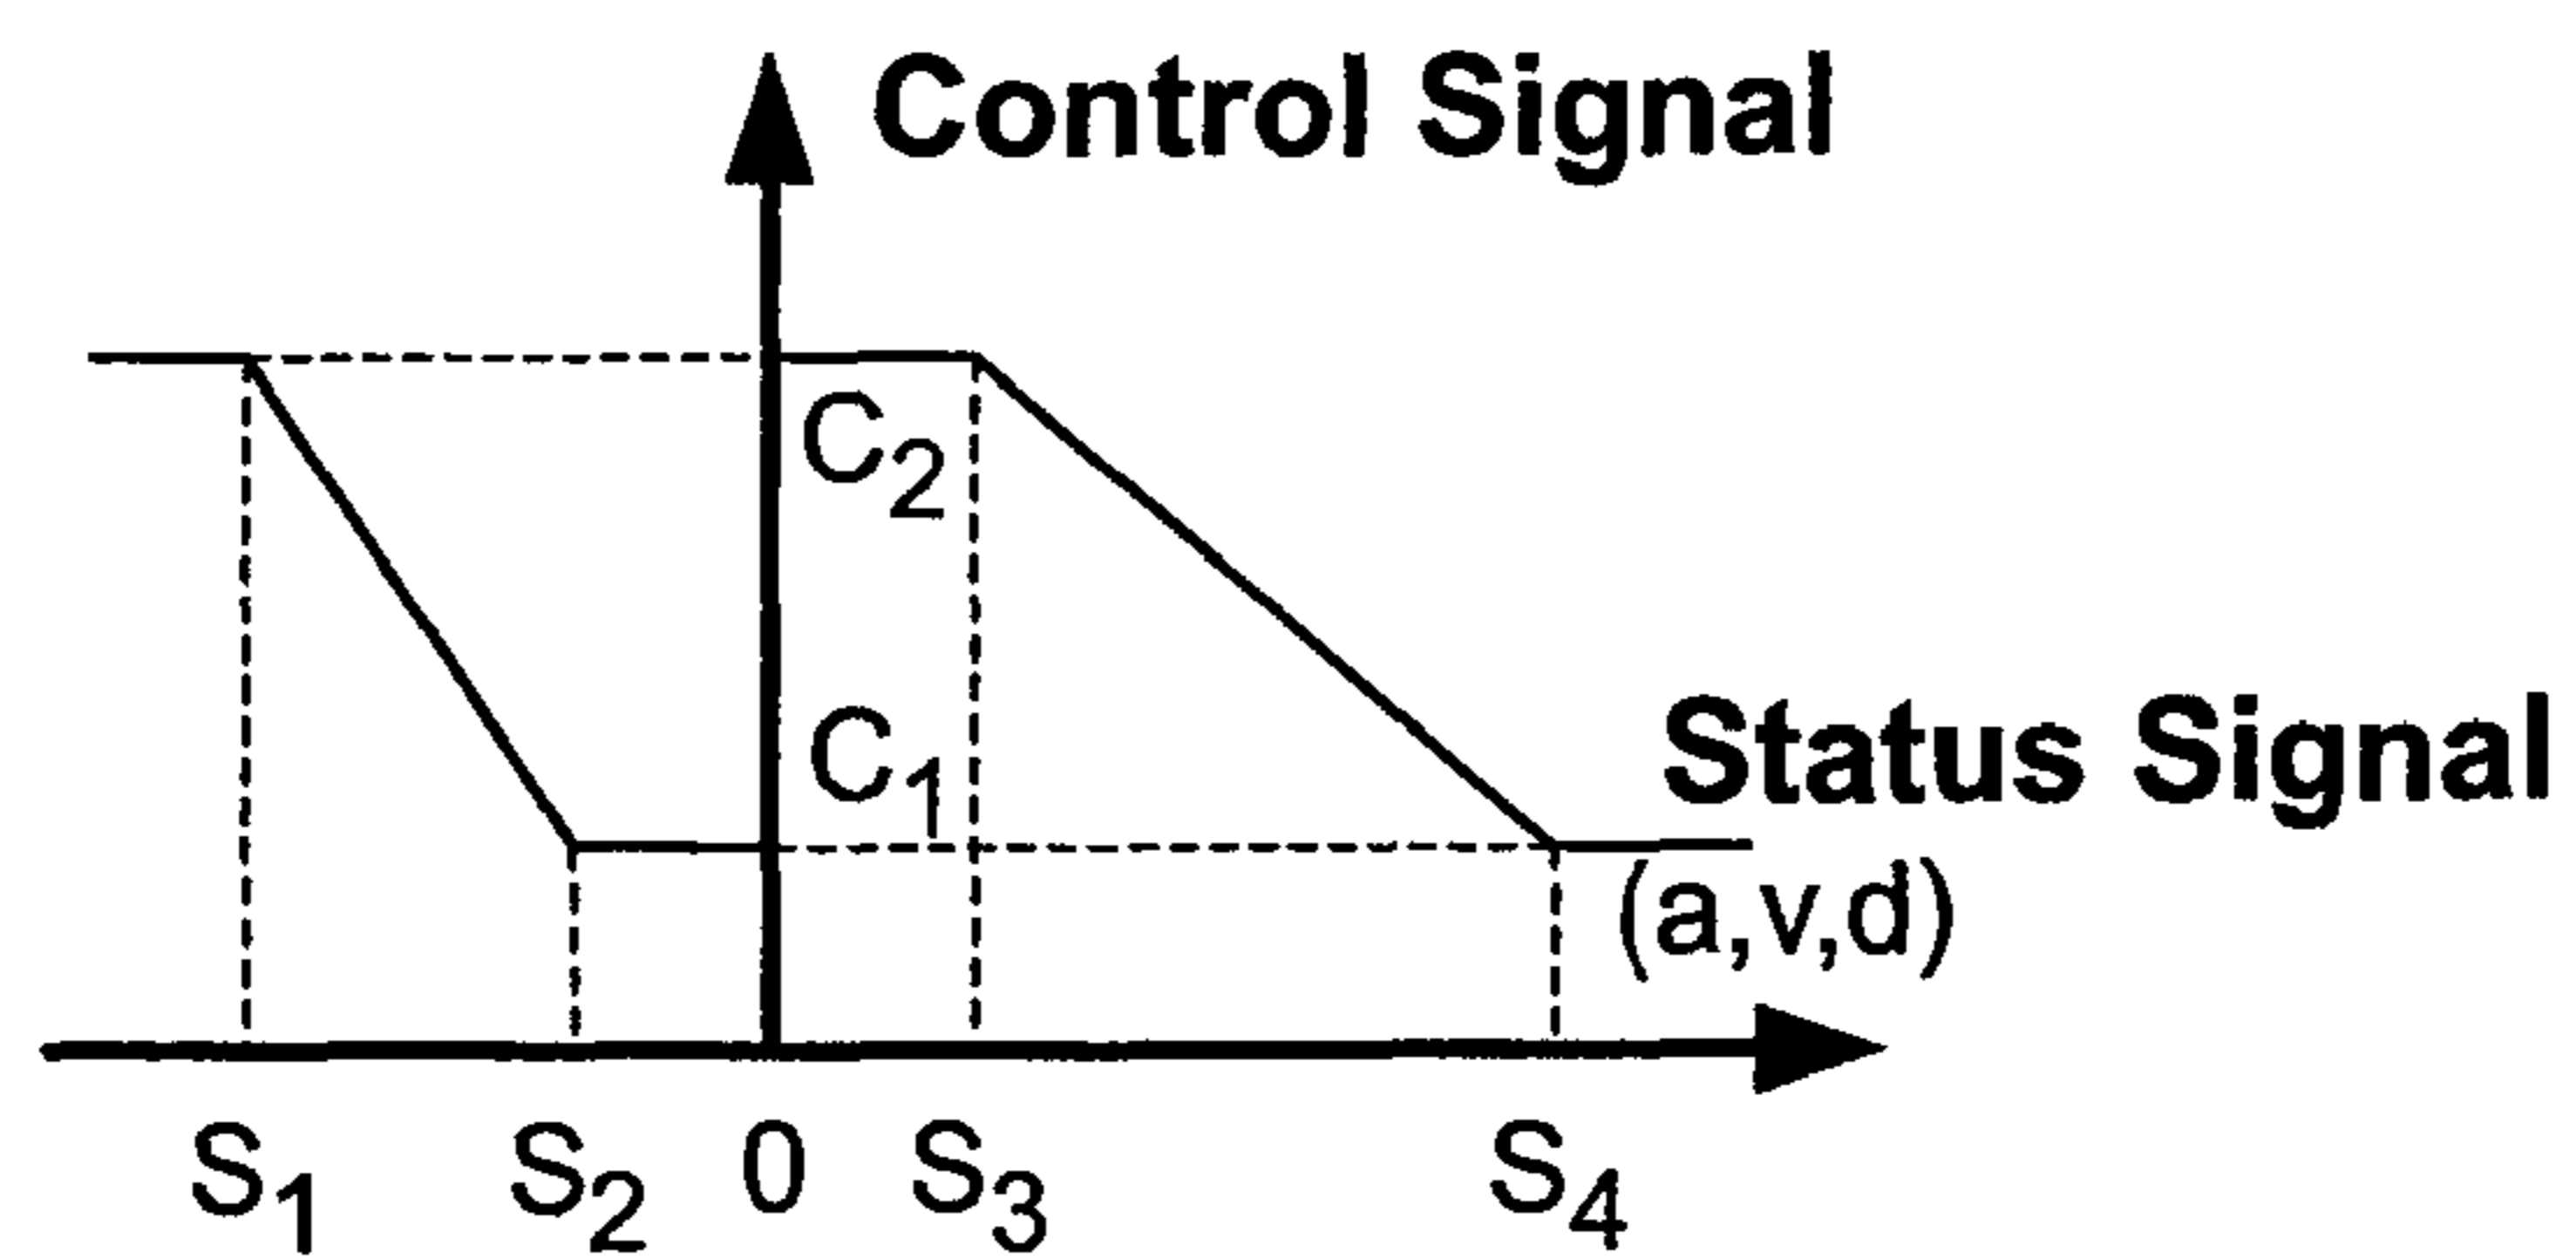 Control Signal
C2
C1
Status Signal
(a,v,d)
S1 S2 0 S3 S4